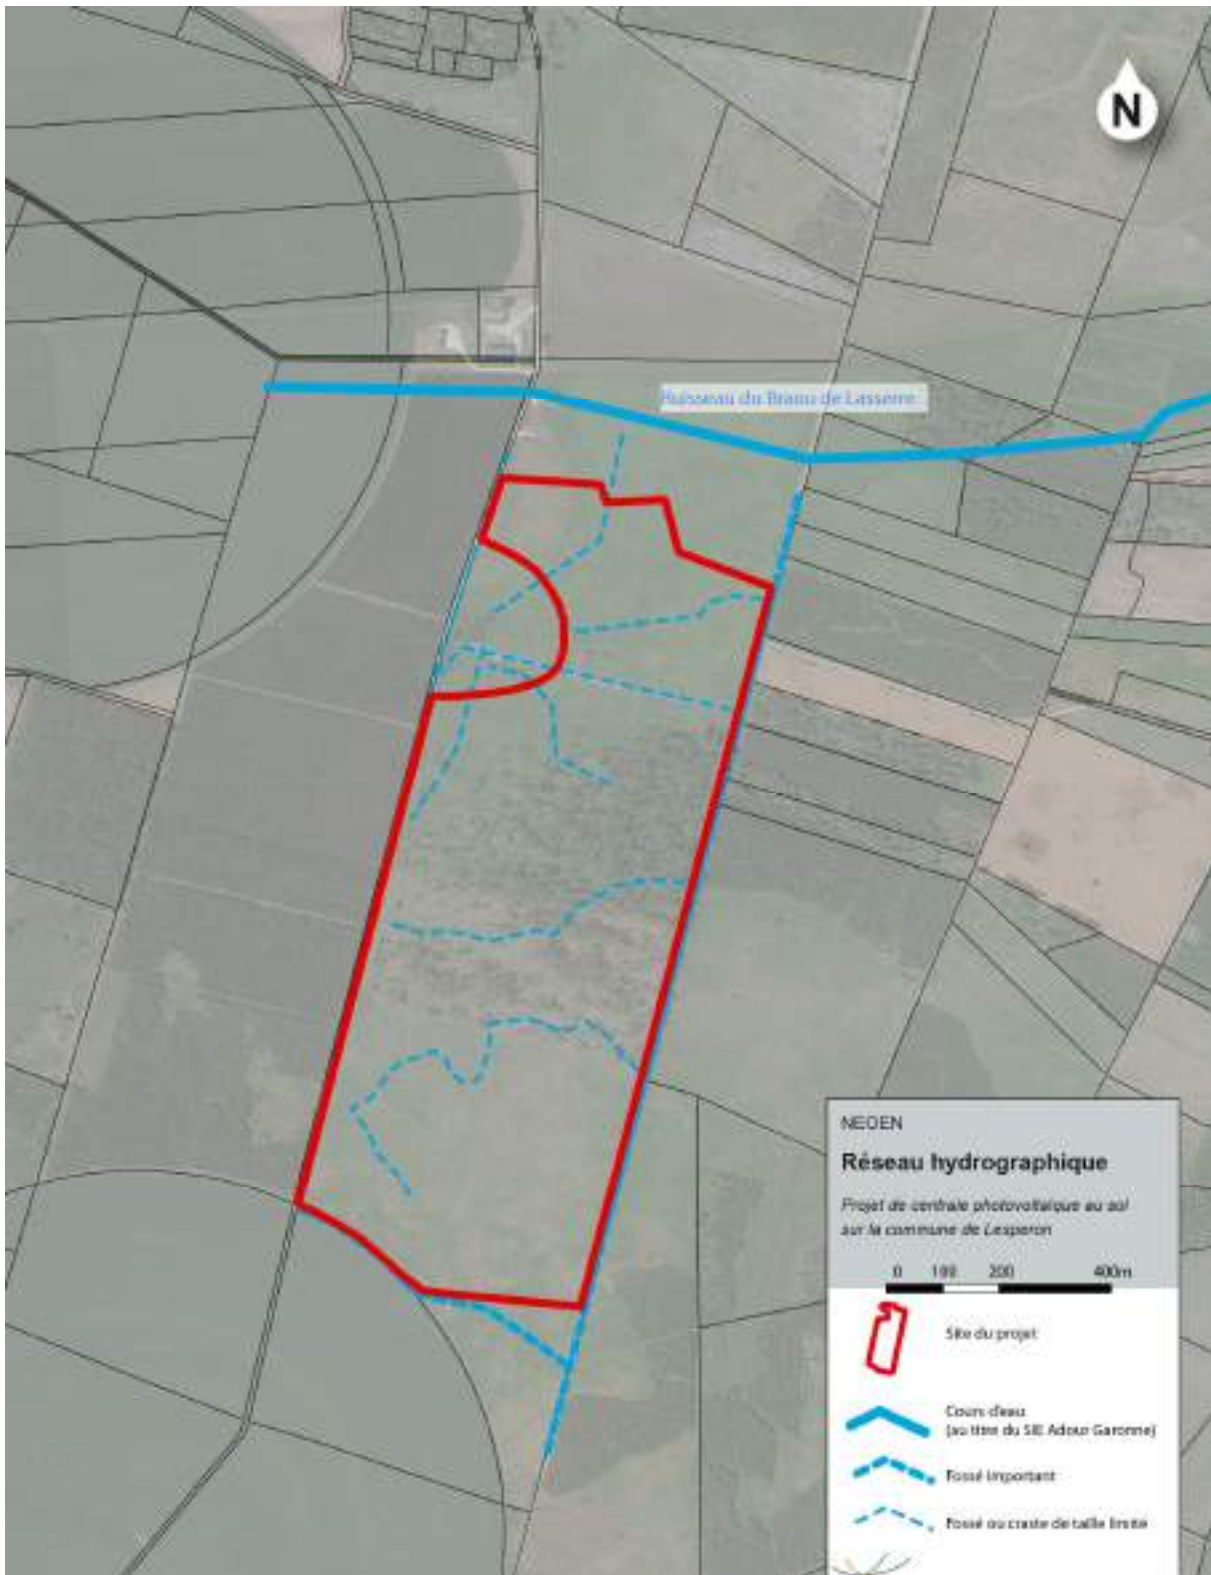 N
Ruisseau du Braou de Lasserre
NEOEN
Réseau hydrographique
Projet de centrale photovoltaïque au sol
sur la commune de Lesperon
0 100 200 400m
Site du projet
Cours d'eau
(au titre du SIE Adour Garonne)
Fossé important
Fossé ou craste de taille limité